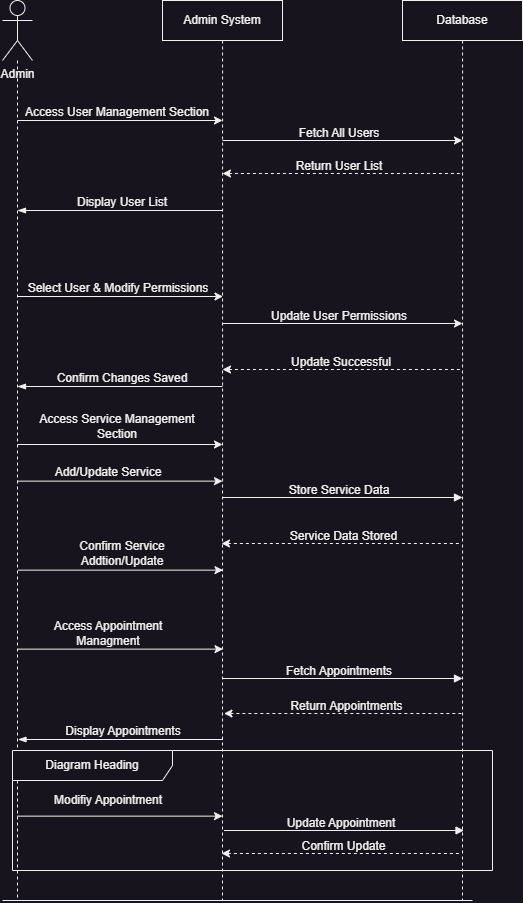 Admin System
Database
Admin
Access User Management Section
Fetch All Users
Return User List
Display User List
Select User & Modify Permissions
Update User Permissions
Update Successful
Confirm Changes Saved
Access Service Management
Section
Add/Update Service
Store Service Data
Service Data Stored
Confirm Service
Addtion/Update
Access Appointment
Managment
Fetch Appointments
Return Appointments
Display Appointments
Diagram Heading
Modifiy Appointment
Update Appointment
Confirm Update